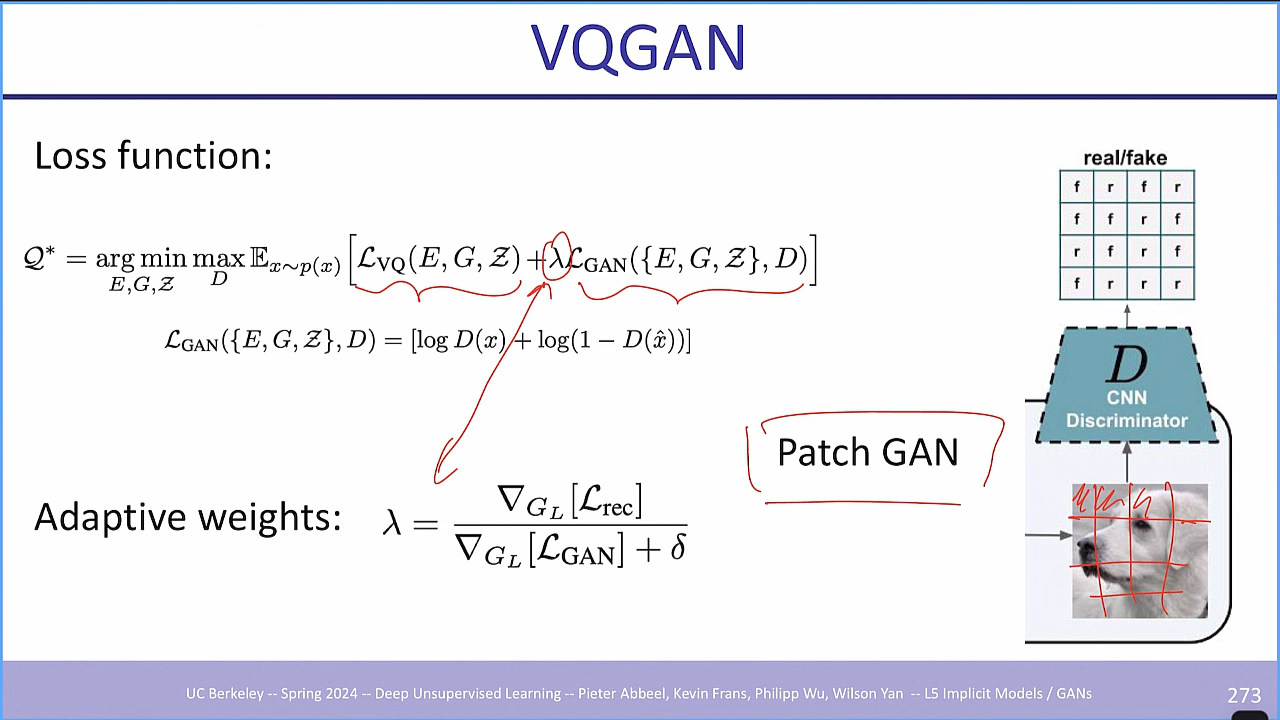 VQGAN
Loss function:
real/fake
f r f r
f f r f
r r f f
f r r r
𝒬* = arg min_{E,G,𝒵} max_D 𝔼_{x∼p(x)} [ℒ_VQ(E, G, 𝒵) + λℒ_GAN({E, G, 𝒵}, D)]
ℒ_GAN({E, G, 𝒵}, D) = [log D(x) + log(1 − D(x̂))]
D
CNN
Discriminator
Patch GAN
Adaptive weights: λ = ∇_{G_L}[ℒ_rec] / (∇_{G_L}[ℒ_GAN] + δ)
UC Berkeley -- Spring 2024 -- Deep Unsupervised Learning -- Pieter Abbeel, Kevin Frans, Philipp Wu, Wilson Yan -- L5 Implicit Models / GANs
273